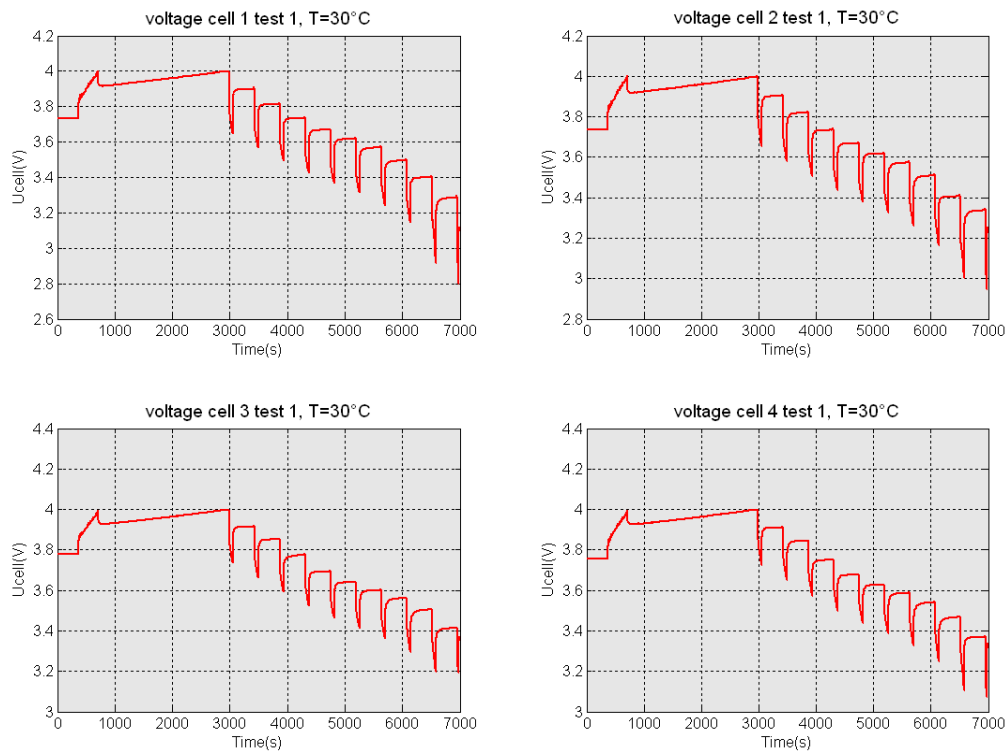 voltage cell 1 test 1, T=30°C
4.2
4
3.8
3.6
3.4
3.2
3
2.8
2.6
Ucell(V)
0 1000 2000 3000 4000 5000 6000 7000
Time(s)
voltage cell 2 test 1, T=30°C
4.2
4
3.8
3.6
3.4
3.2
3
2.8
Ucell(V)
0 1000 2000 3000 4000 5000 6000 7000
Time(s)
voltage cell 3 test 1, T=30°C
4.4
4.2
4
3.8
3.6
3.4
3.2
3
Ucell(V)
0 1000 2000 3000 4000 5000 6000 7000
Time(s)
voltage cell 4 test 1, T=30°C
4.4
4.2
4
3.8
3.6
3.4
3.2
3
Ucell(V)
0 1000 2000 3000 4000 5000 6000 7000
Time(s)